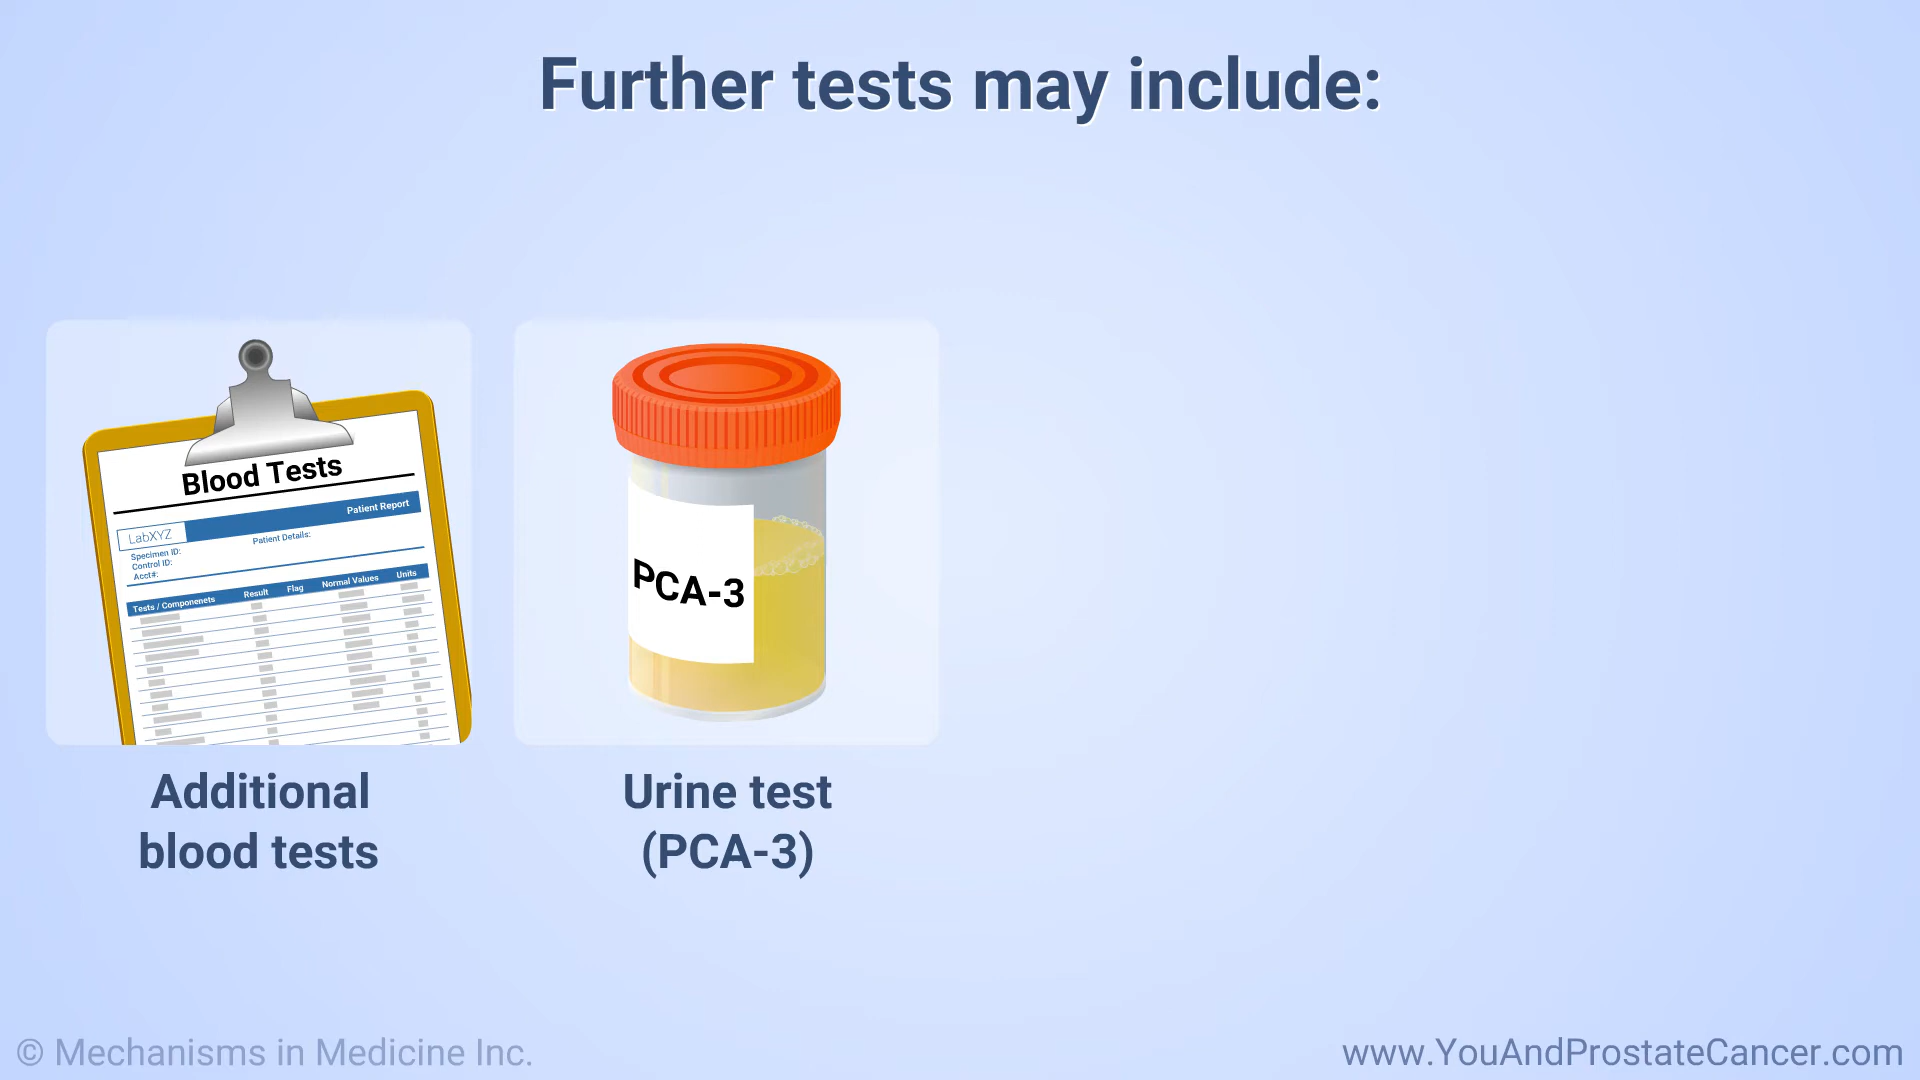 Further tests may include:
Blood Tests
Patient Report
LabXYZ
Patient Details:
Specimen ID:
Control ID:
Acct#:
Tests / Componenets Result Flag Normal Values Units
PCA-3
Additional
blood tests
Urine test
(PCA-3)
© Mechanisms in Medicine Inc.
www.YouAndProstateCancer.com